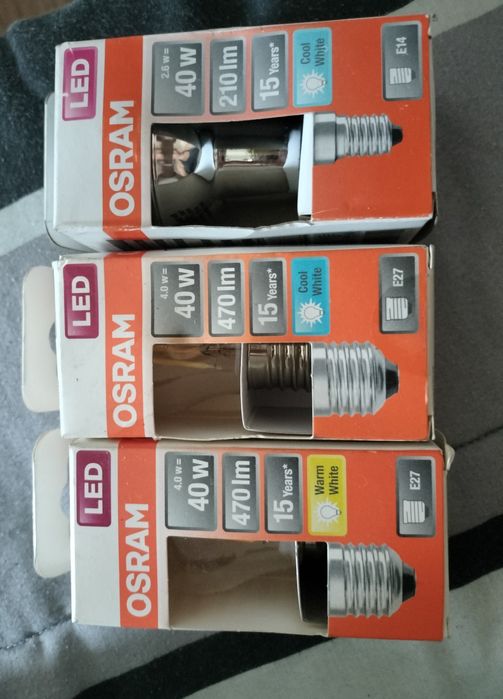 LED
OSRAM
2.6 w =
40 W
210 lm
15 Years*
Cool
White
E14
LED
OSRAM
4.0 w =
40 W
470 lm
15 Years*
Cool
White
E27
LED
OSRAM
4.0 w =
40 W
470 lm
15 Years*
Warm
White
E27